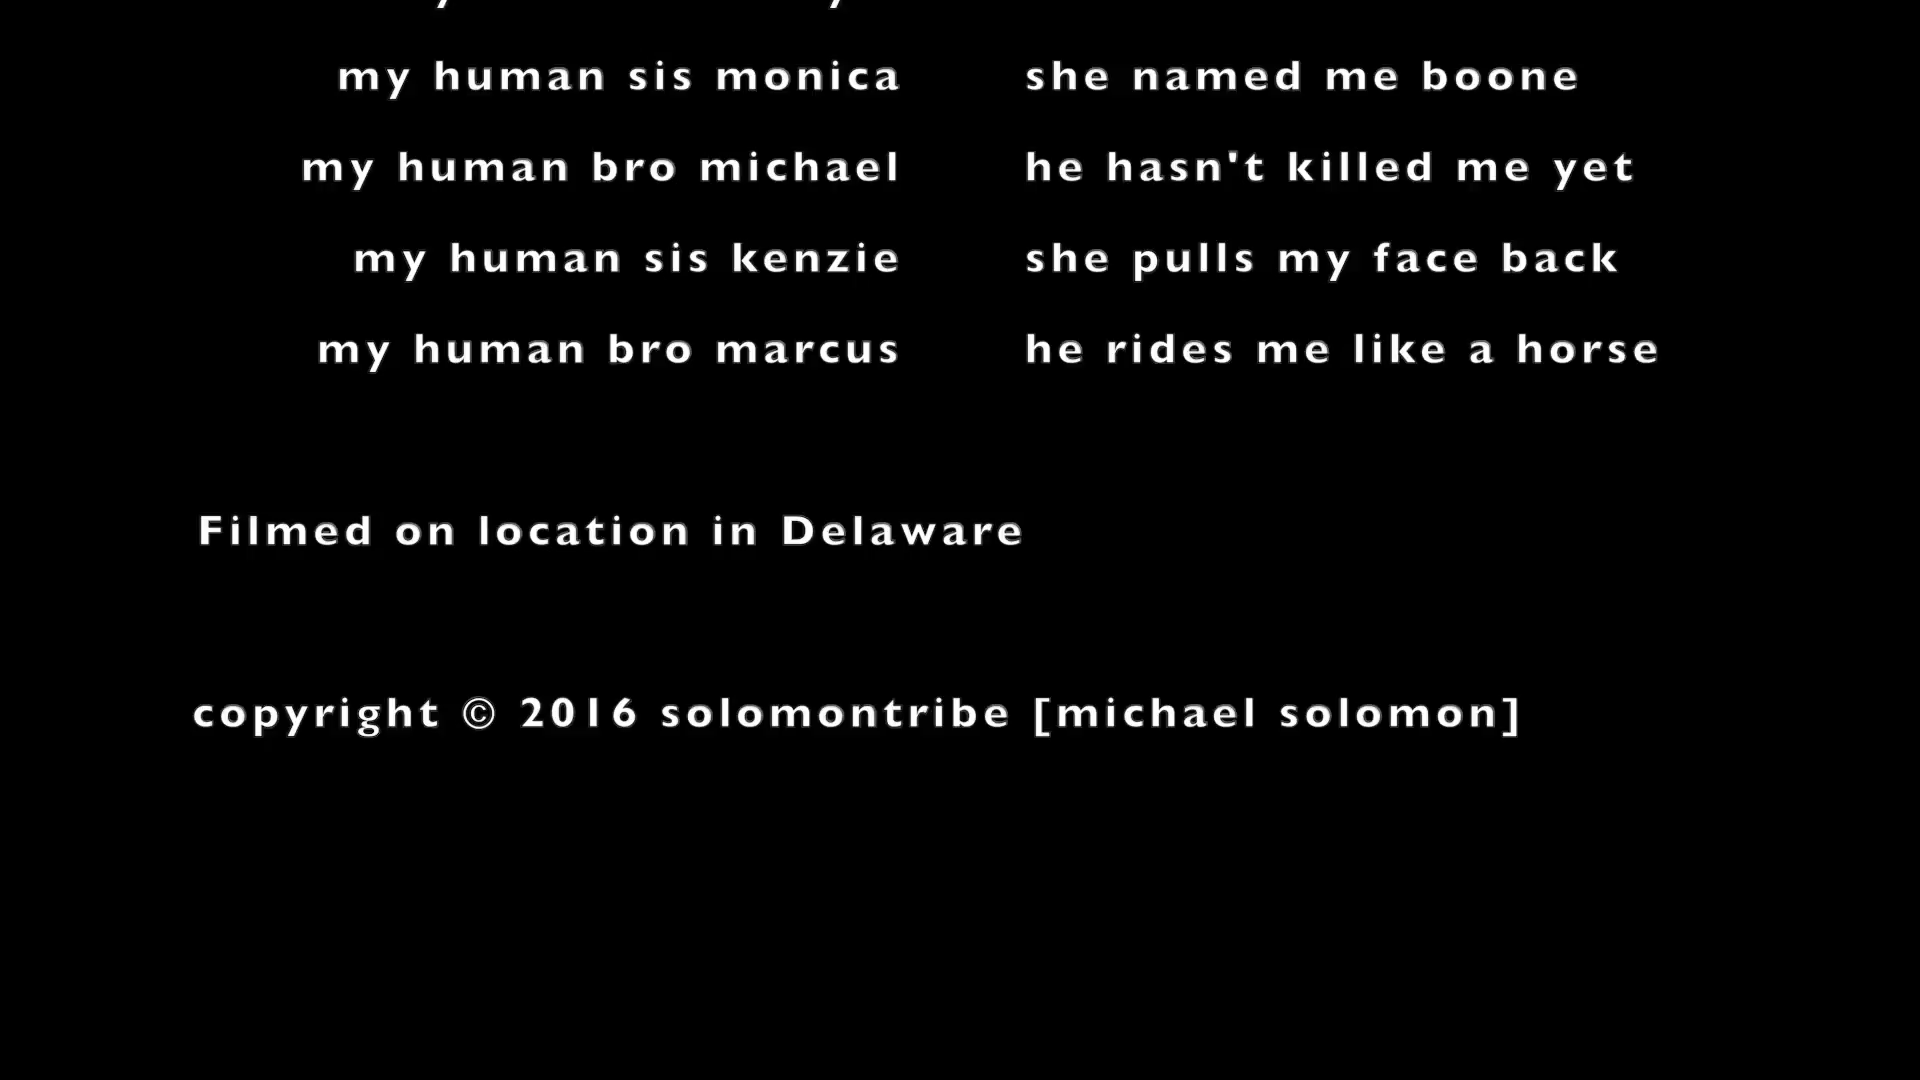 my human sis monica she named me boone
my human bro michael he hasn't killed me yet
my human sis kenzie she pulls my face back
my human bro marcus he rides me like a horse
Filmed on location in Delaware
copyright © 2016 solomontribe [michael solomon]